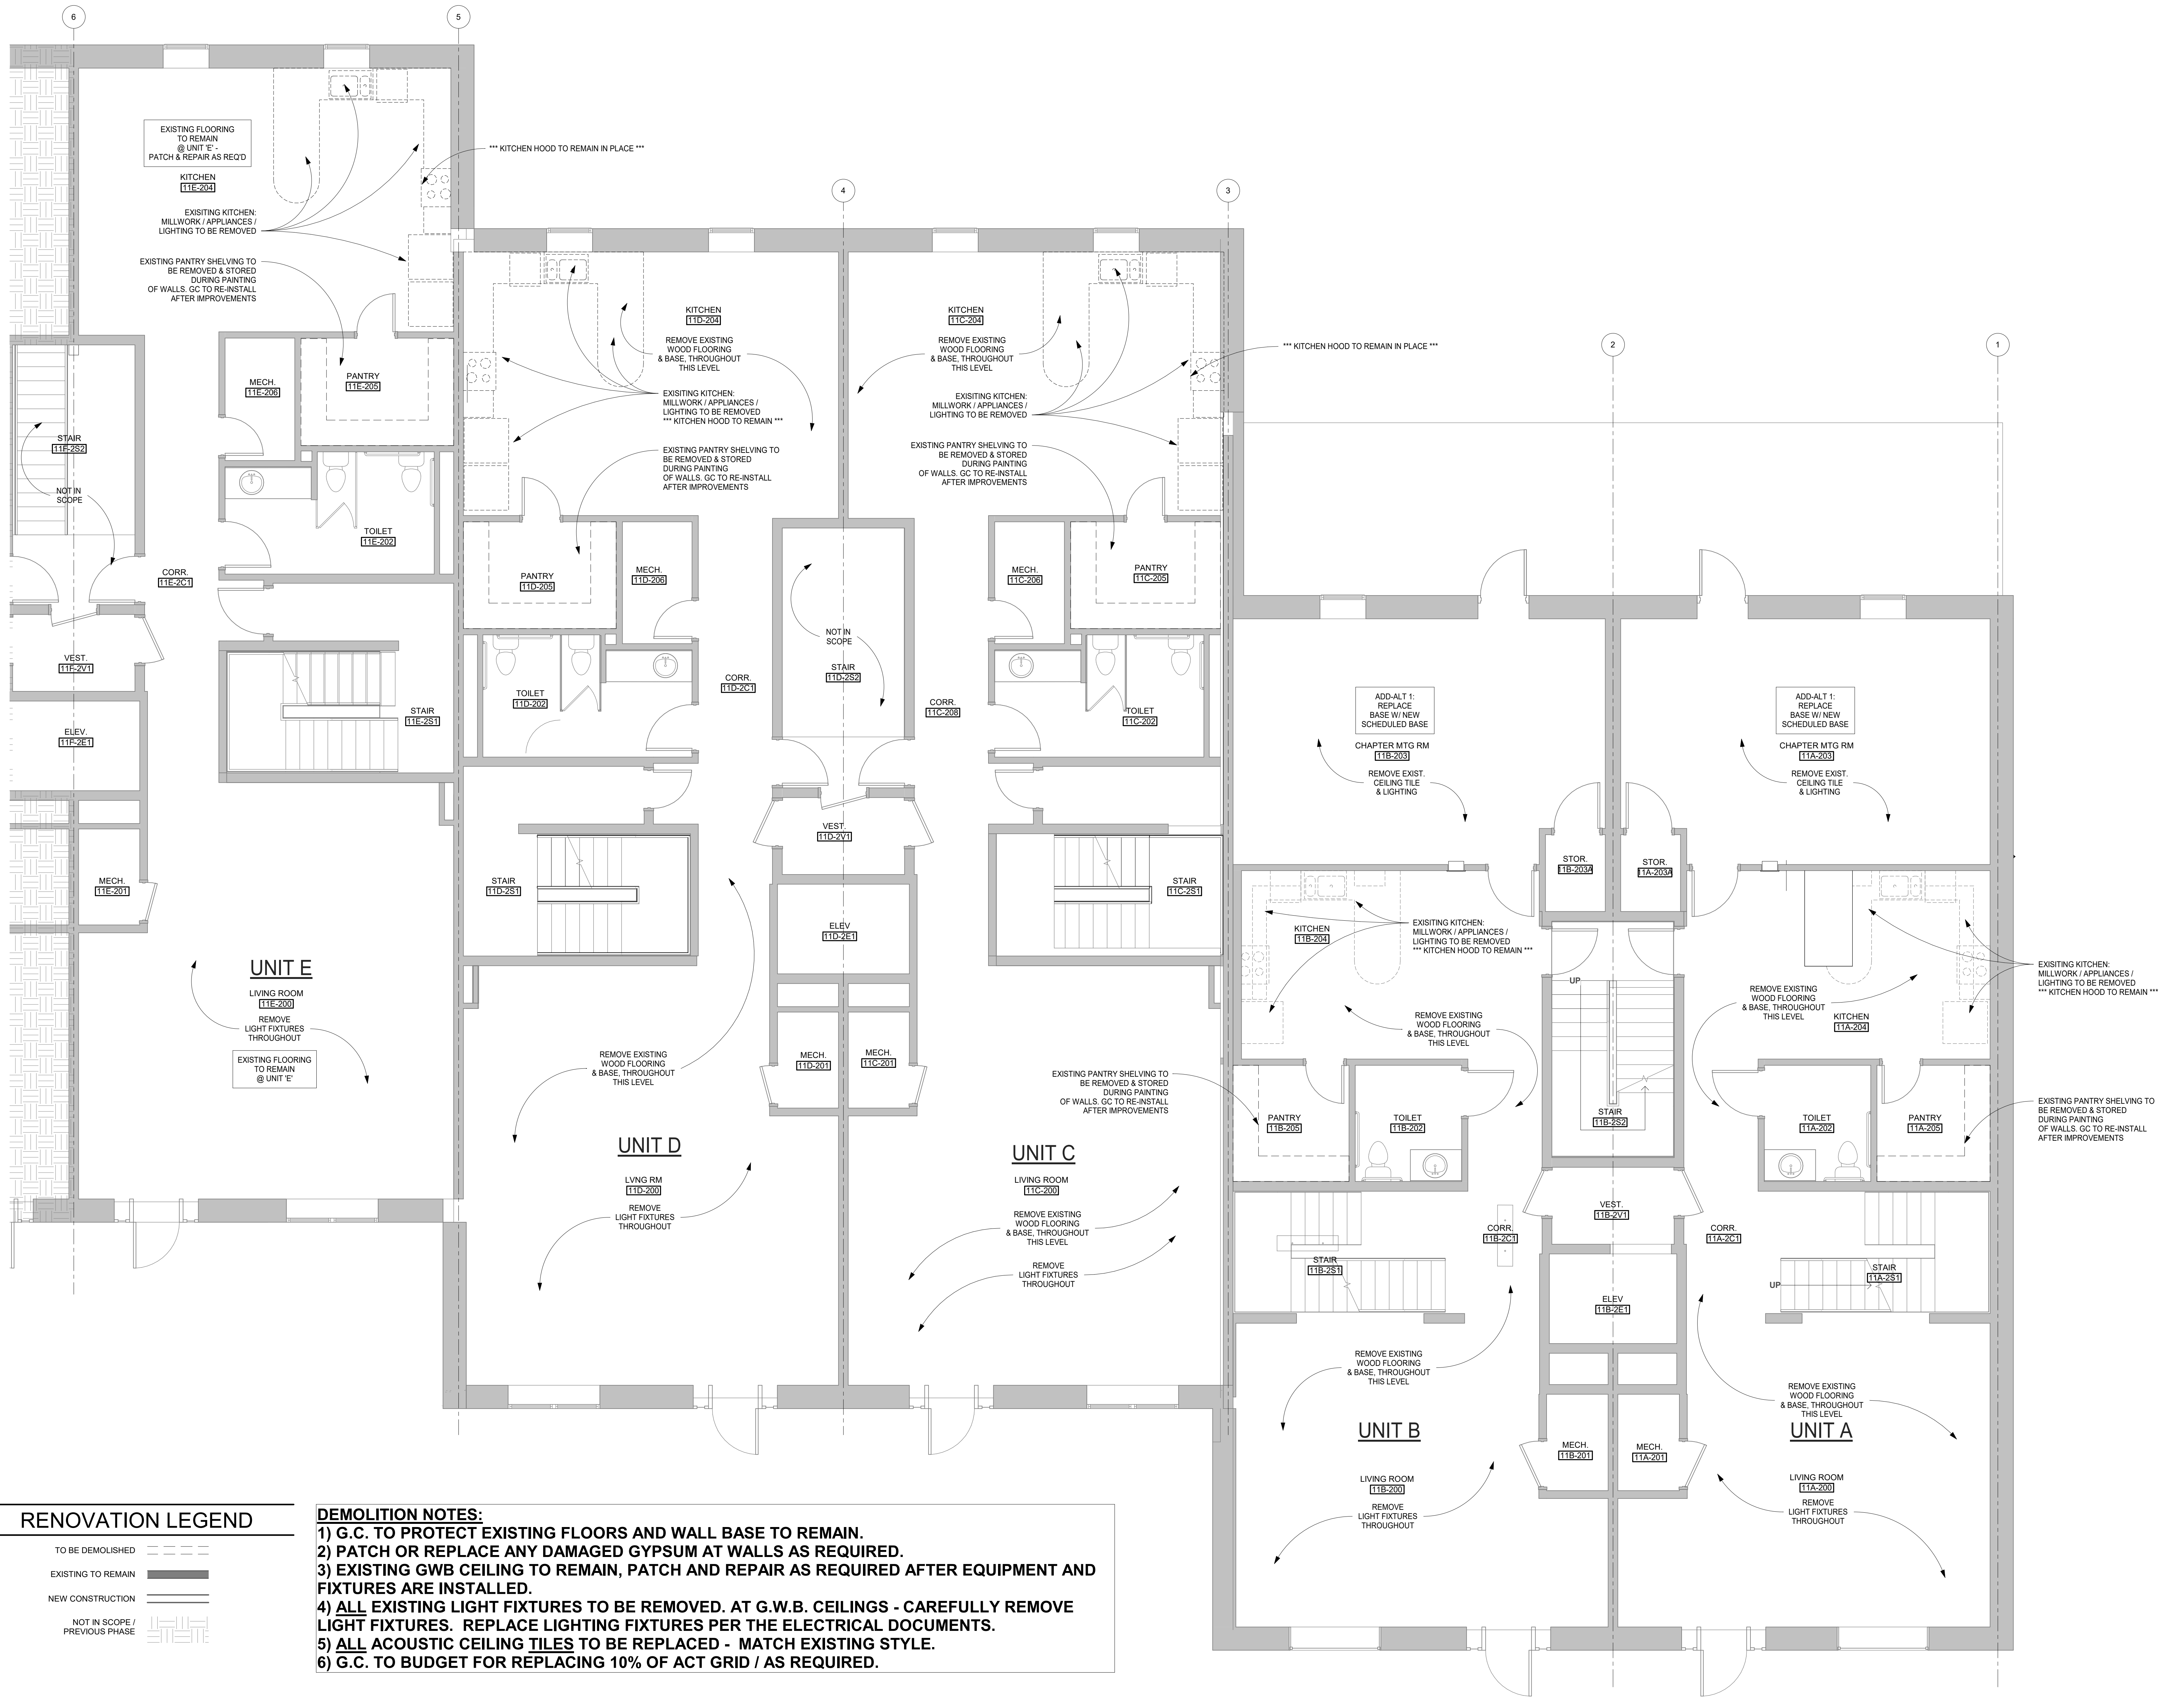 6
5
4
3
2
1
EXISTING FLOORING
TO REMAIN
@ UNIT 'E' -
PATCH & REPAIR AS REQ'D
KITCHEN
11E-204
*** KITCHEN HOOD TO REMAIN IN PLACE ***
EXISITING KITCHEN:
MILLWORK / APPLIANCES /
LIGHTING TO BE REMOVED
EXISTING PANTRY SHELVING TO
BE REMOVED & STORED
DURING PAINTING
OF WALLS. GC TO RE-INSTALL
AFTER IMPROVEMENTS
MECH.
11E-206
PANTRY
11E-205
STAIR
11F-2S2
NOT IN
SCOPE
TOILET
11E-202
CORR.
11E-2C1
VEST.
11F-2V1
ELEV.
11F-2E1
STAIR
11E-2S1
MECH.
11E-201
UNIT E
LIVING ROOM
11E-200
REMOVE
LIGHT FIXTURES
THROUGHOUT
EXISTING FLOORING
TO REMAIN
@ UNIT 'E'
KITCHEN
11D-204
REMOVE EXISTING
WOOD FLOORING
& BASE, THROUGHOUT
THIS LEVEL
EXISITING KITCHEN:
MILLWORK / APPLIANCES /
LIGHTING TO BE REMOVED
*** KITCHEN HOOD TO REMAIN ***
EXISTING PANTRY SHELVING TO
BE REMOVED & STORED
DURING PAINTING
OF WALLS. GC TO RE-INSTALL
AFTER IMPROVEMENTS
PANTRY
11D-205
MECH.
11D-206
TOILET
11D-202
CORR.
11D-2C1
NOT IN
SCOPE
STAIR
11D-2S2
VEST.
11D-2V1
STAIR
11D-2S1
ELEV
11D-2E1
MECH.
11D-201
REMOVE EXISTING
WOOD FLOORING
& BASE, THROUGHOUT
THIS LEVEL
UNIT D
LVNG RM
11D-200
REMOVE
LIGHT FIXTURES
THROUGHOUT
KITCHEN
11C-204
REMOVE EXISTING
WOOD FLOORING
& BASE, THROUGHOUT
THIS LEVEL
*** KITCHEN HOOD TO REMAIN IN PLACE ***
EXISITING KITCHEN:
MILLWORK / APPLIANCES /
LIGHTING TO BE REMOVED
EXISTING PANTRY SHELVING TO
BE REMOVED & STORED
DURING PAINTING
OF WALLS. GC TO RE-INSTALL
AFTER IMPROVEMENTS
MECH.
11C-206
PANTRY
11C-205
CORR.
11C-208
TOILET
11C-202
STAIR
11C-2S1
MECH.
11C-201
UNIT C
LIVING ROOM
11C-200
REMOVE EXISTING
WOOD FLOORING
& BASE, THROUGHOUT
THIS LEVEL
REMOVE
LIGHT FIXTURES
THROUGHOUT
ADD-ALT 1:
REPLACE
BASE W/ NEW
SCHEDULED BASE
CHAPTER MTG RM
11B-203
REMOVE EXIST.
CEILING TILE
& LIGHTING
STOR.
11B-203A
KITCHEN
11B-204
EXISITING KITCHEN:
MILLWORK / APPLIANCES /
LIGHTING TO BE REMOVED
*** KITCHEN HOOD TO REMAIN ***
REMOVE EXISTING
WOOD FLOORING
& BASE, THROUGHOUT
THIS LEVEL
EXISTING PANTRY SHELVING TO
BE REMOVED & STORED
DURING PAINTING
OF WALLS. GC TO RE-INSTALL
AFTER IMPROVEMENTS
PANTRY
11B-205
TOILET
11B-202
UP
STAIR
11B-2S2
VEST.
11B-2V1
CORR.
11B-2C1
STAIR
11B-2S1
ELEV
11B-2E1
REMOVE EXISTING
WOOD FLOORING
& BASE, THROUGHOUT
THIS LEVEL
UNIT B
MECH.
11B-201
LIVING ROOM
11B-200
REMOVE
LIGHT FIXTURES
THROUGHOUT
ADD-ALT 1:
REPLACE
BASE W/ NEW
SCHEDULED BASE
CHAPTER MTG RM
11A-203
REMOVE EXIST.
CEILING TILE
& LIGHTING
STOR.
11A-203A
EXISITING KITCHEN:
MILLWORK / APPLIANCES /
LIGHTING TO BE REMOVED
*** KITCHEN HOOD TO REMAIN ***
REMOVE EXISTING
WOOD FLOORING
& BASE, THROUGHOUT
THIS LEVEL
KITCHEN
11A-204
TOILET
11A-202
PANTRY
11A-205
EXISTING PANTRY SHELVING TO
BE REMOVED & STORED
DURING PAINTING
OF WALLS. GC TO RE-INSTALL
AFTER IMPROVEMENTS
CORR.
11A-2C1
UP
STAIR
11A-2S1
REMOVE EXISTING
WOOD FLOORING
& BASE, THROUGHOUT
THIS LEVEL
UNIT A
MECH.
11A-201
LIVING ROOM
11A-200
REMOVE
LIGHT FIXTURES
THROUGHOUT
RENOVATION LEGEND
TO BE DEMOLISHED
EXISTING TO REMAIN
NEW CONSTRUCTION
NOT IN SCOPE /
PREVIOUS PHASE
DEMOLITION NOTES:
1) G.C. TO PROTECT EXISTING FLOORS AND WALL BASE TO REMAIN.
2) PATCH OR REPLACE ANY DAMAGED GYPSUM AT WALLS AS REQUIRED.
3) EXISTING GWB CEILING TO REMAIN, PATCH AND REPAIR AS REQUIRED AFTER EQUIPMENT AND
FIXTURES ARE INSTALLED.
4) ALL EXISTING LIGHT FIXTURES TO BE REMOVED. AT G.W.B. CEILINGS - CAREFULLY REMOVE
LIGHT FIXTURES. REPLACE LIGHTING FIXTURES PER THE ELECTRICAL DOCUMENTS.
5) ALL ACOUSTIC CEILING TILES TO BE REPLACED - MATCH EXISTING STYLE.
6) G.C. TO BUDGET FOR REPLACING 10% OF ACT GRID / AS REQUIRED.